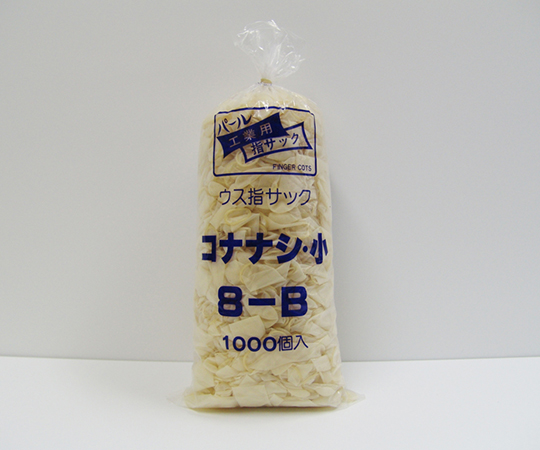 パール
工業用
指サック
FINGER COTS
ウス指サック
コナナシ・小
8-B
1000個入